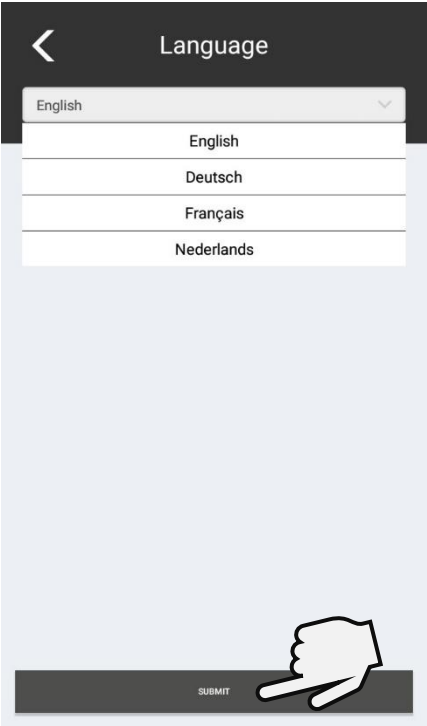 Language
English
English
Deutsch
Français
Nederlands
SUBMIT